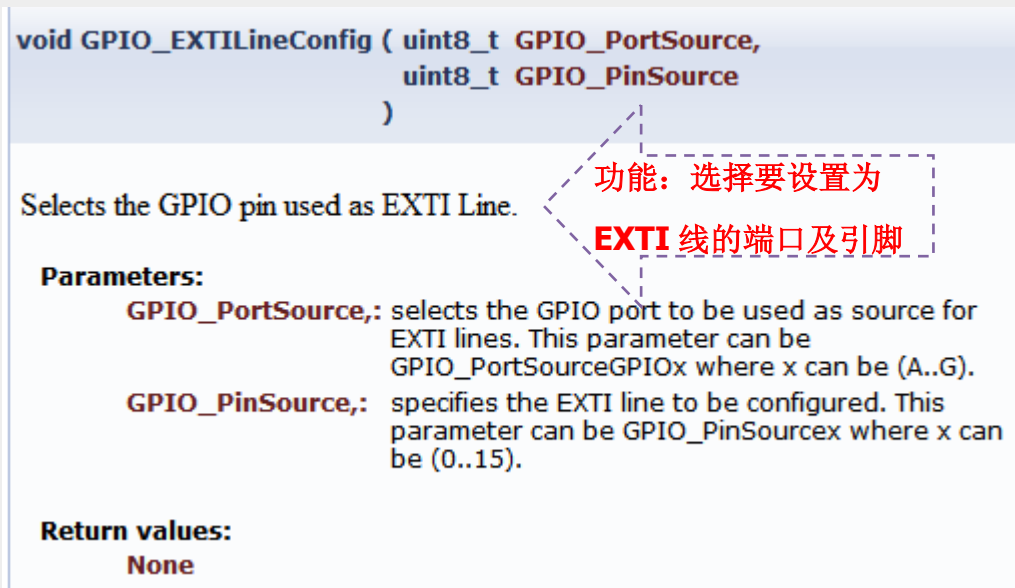 void GPIO_EXTILineConfig ( uint8_t GPIO_PortSource,
uint8_t GPIO_PinSource
)
功能：选择要设置为
EXTI 线的端口及引脚
Selects the GPIO pin used as EXTI Line.
Parameters:
GPIO_PortSource,: selects the GPIO port to be used as source for
EXTI lines. This parameter can be
GPIO_PortSourceGPIOx where x can be (A..G).
GPIO_PinSource,: specifies the EXTI line to be configured. This
parameter can be GPIO_PinSourcex where x can
be (0..15).
Return values:
None